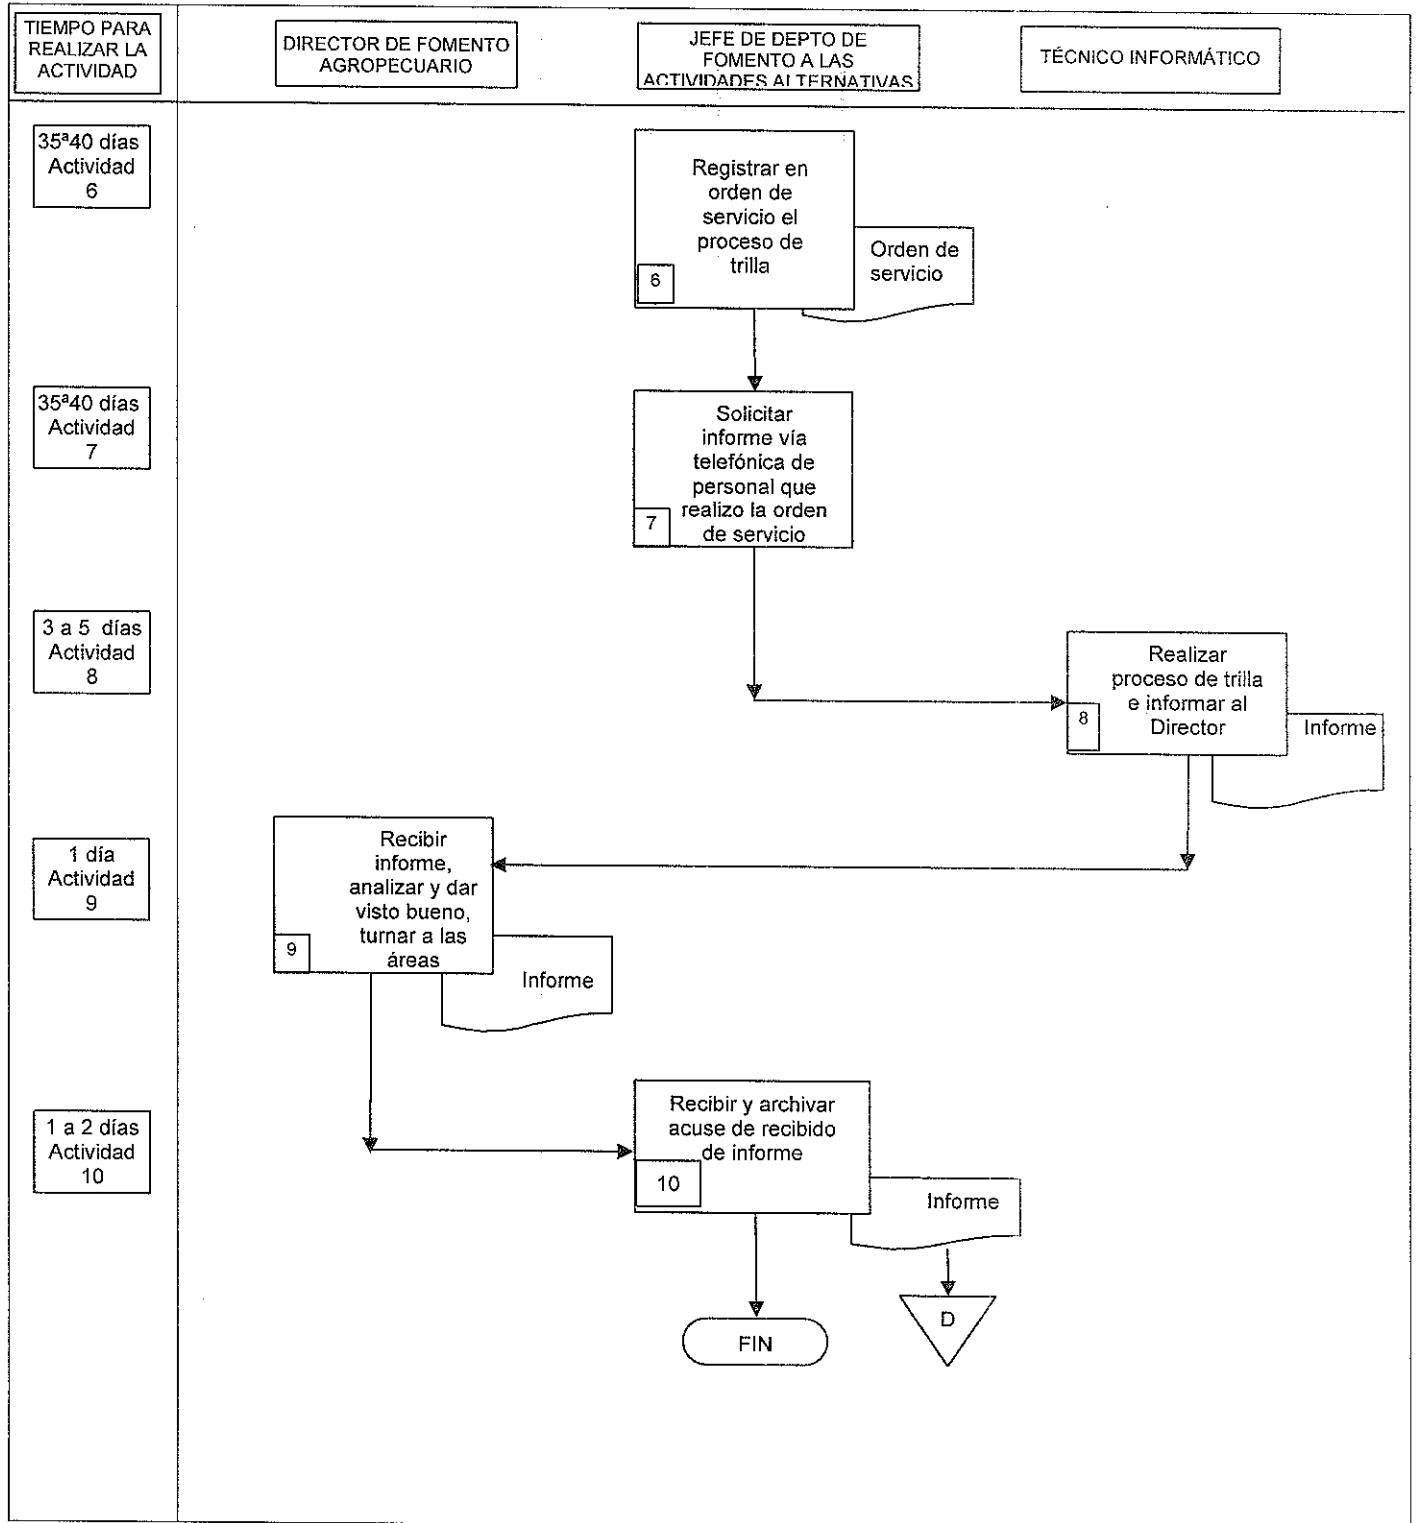 TIEMPO PARA
REALIZAR LA
ACTIVIDAD
DIRECTOR DE FOMENTO
AGROPECUARIO
JEFE DE DEPTO DE
FOMENTO A LAS
ACTIVIDADES ALTERNATIVAS
TÉCNICO INFORMÁTICO
35ª40 días
Actividad
6
Registrar en
orden de
servicio el
proceso de
trilla
6
Orden de
servicio
35ª40 días
Actividad
7
Solicitar
informe vía
telefónica de
personal que
realizo la orden
de servicio
7
3 a 5 días
Actividad
8
Realizar
proceso de trilla
e informar al
Director
8
Informe
1 día
Actividad
9
Recibir
informe,
analizar y dar
visto bueno,
turnar a las
áreas
9
Informe
1 a 2 días
Actividad
10
Recibir y archivar
acuse de recibido
de informe
10
Informe
FIN
D